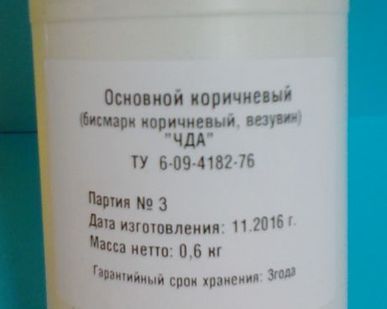 Основной коричневый
(бисмарк коричневый, везувин)
"ЧДА"
ТУ 6-09-4182-76
Партия № 3
Дата изготовления: 11.2016 г.
Масса нетто: 0,6 кг
Гарантийный срок хранения: 3года